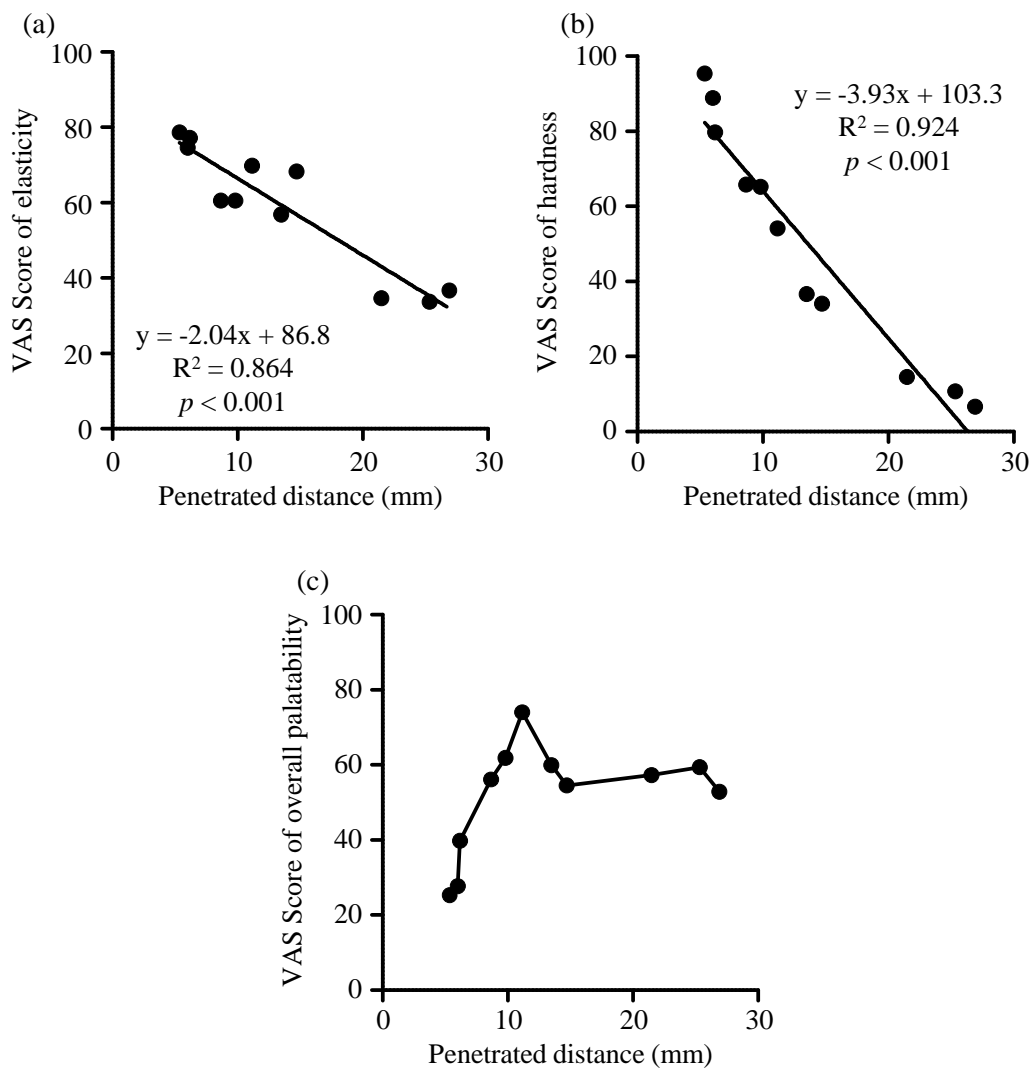 (a)
100
80
60
40
20
0
VAS Score of elasticity
y = -2.04x + 86.8
R² = 0.864
p < 0.001
0 10 20 30
Penetrated distance (mm)
(b)
100
80
60
40
20
0
VAS Score of hardness
y = -3.93x + 103.3
R² = 0.924
p < 0.001
0 10 20 30
Penetrated distance (mm)
(c)
100
80
60
40
20
0
VAS Score of overall palatability
0 10 20 30
Penetrated distance (mm)